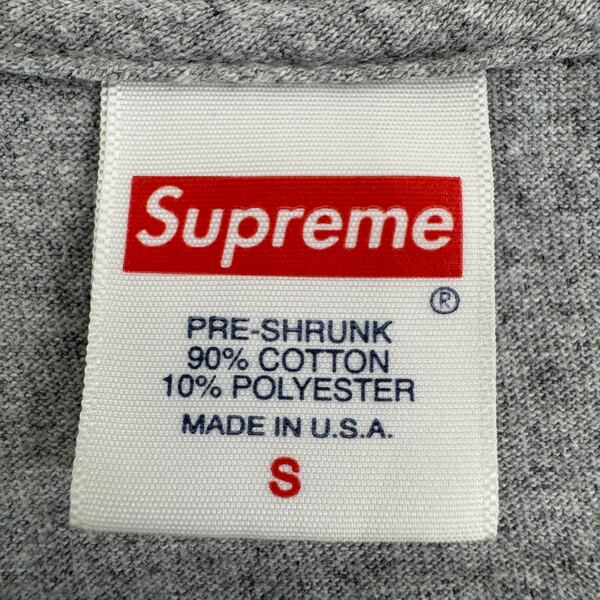 Supreme
®
PRE-SHRUNK
90% COTTON
10% POLYESTER
MADE IN U.S.A.
S